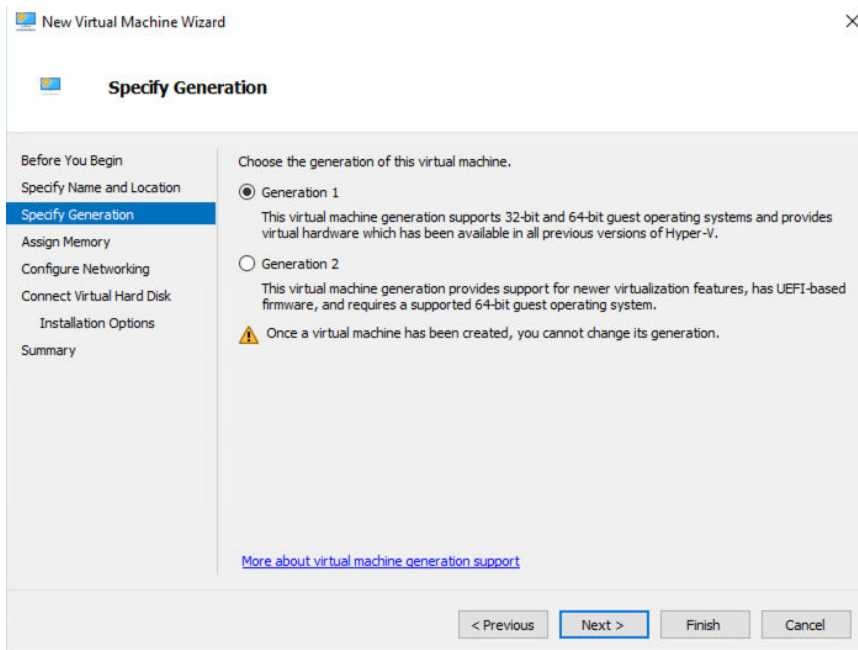 New Virtual Machine Wizard
Specify Generation
Before You Begin
Specify Name and Location
Specify Generation
Assign Memory
Configure Networking
Connect Virtual Hard Disk
Installation Options
Summary
Choose the generation of this virtual machine.
Generation 1
This virtual machine generation supports 32-bit and 64-bit guest operating systems and provides
virtual hardware which has been available in all previous versions of Hyper-V.
Generation 2
This virtual machine generation provides support for newer virtualization features, has UEFI-based
firmware, and requires a supported 64-bit guest operating system.
Once a virtual machine has been created, you cannot change its generation.
More about virtual machine generation support
< Previous
Next >
Finish
Cancel